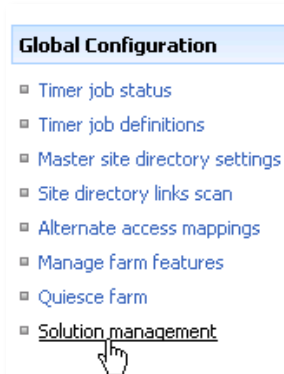 Global Configuration
Timer job status
Timer job definitions
Master site directory settings
Site directory links scan
Alternate access mappings
Manage farm features
Quiesce farm
Solution management